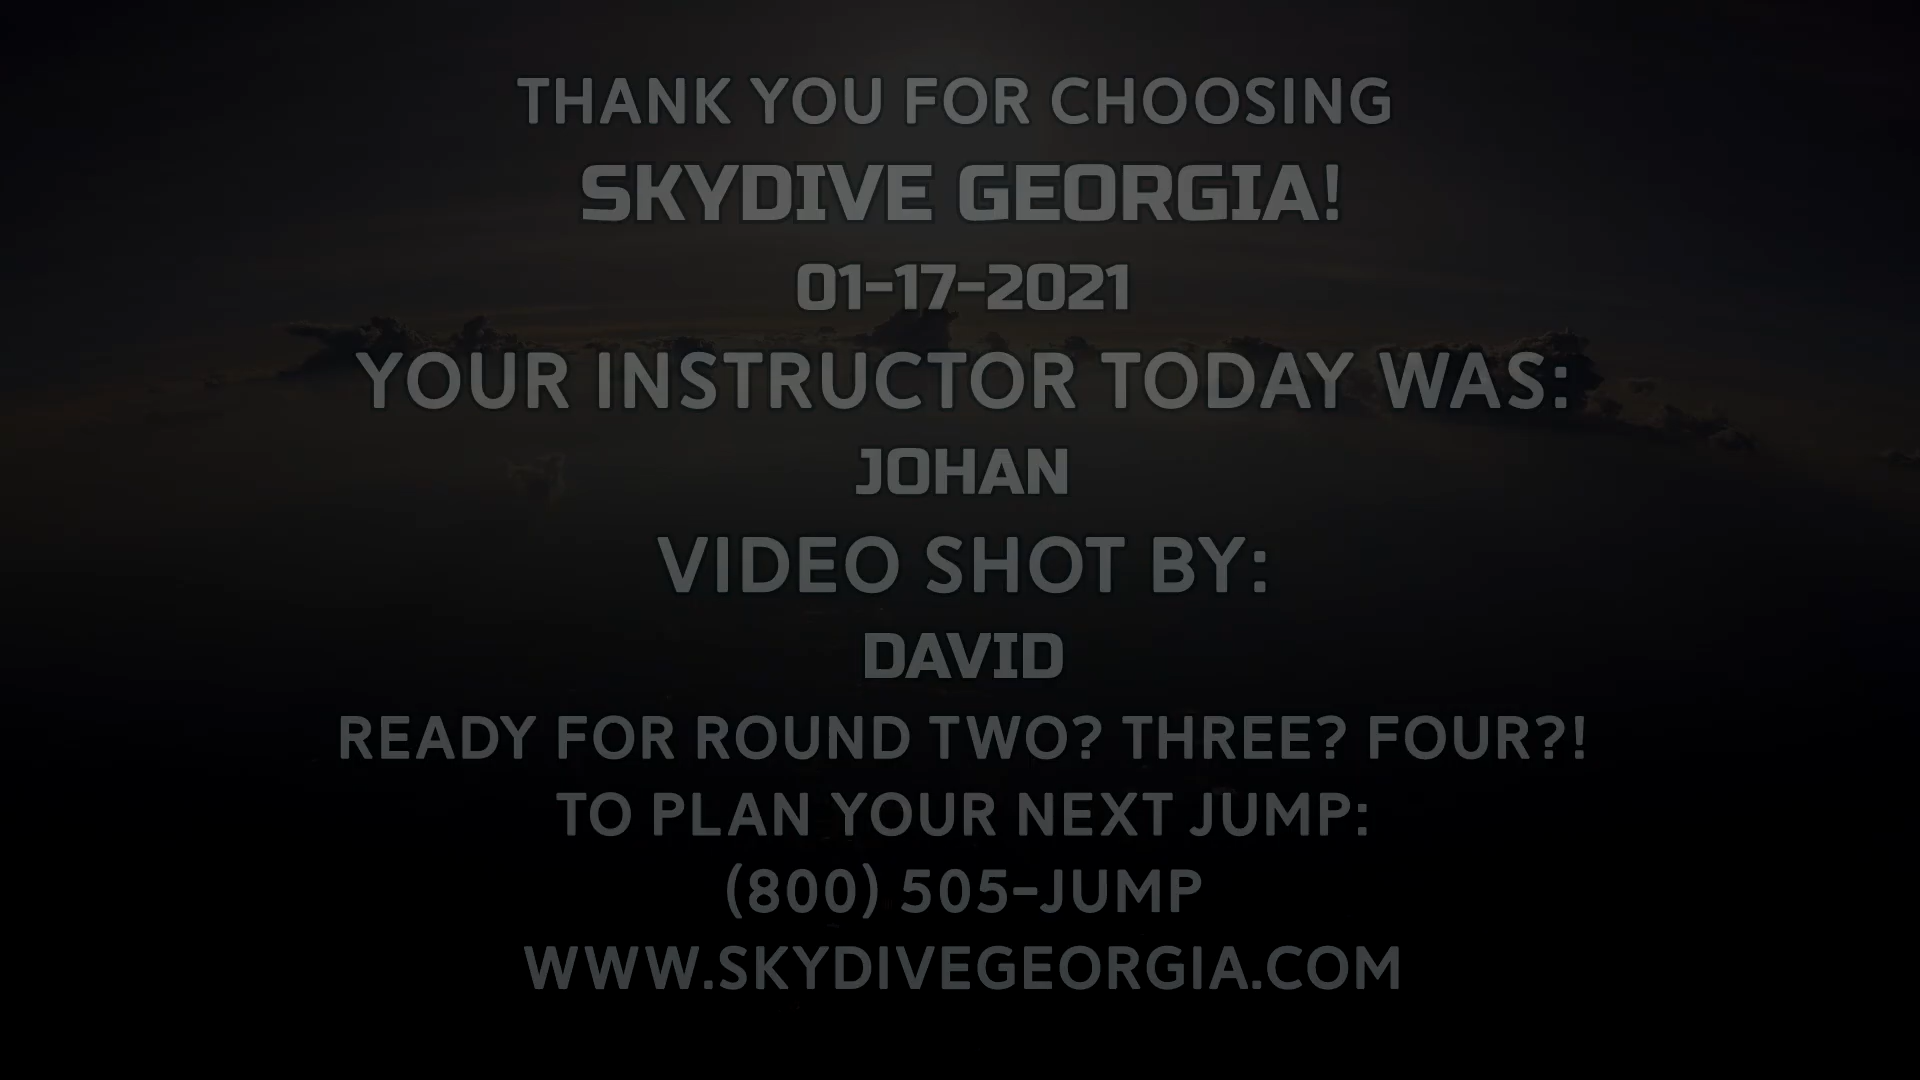 THANK YOU FOR CHOOSING
SKYDIVE GEORGIA!
01-17-2021
YOUR INSTRUCTOR TODAY WAS:
JOHAN
VIDEO SHOT BY:
DAVID
READY FOR ROUND TWO? THREE? FOUR?!
TO PLAN YOUR NEXT JUMP:
(800) 505-JUMP
WWW.SKYDIVEGEORGIA.COM